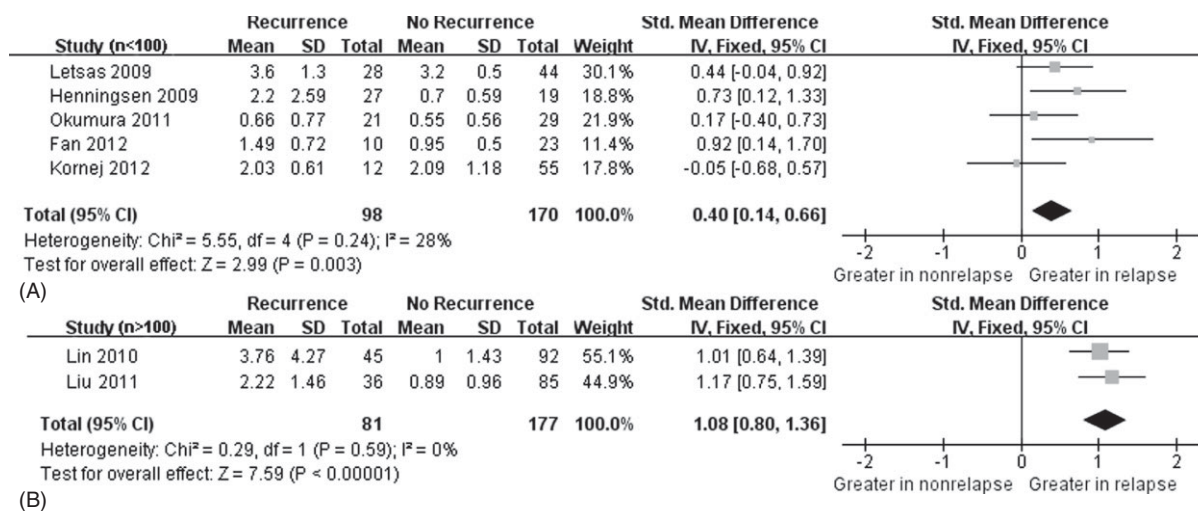 Recurrence No Recurrence Std. Mean Difference Std. Mean Difference
Study (n<100) Mean SD Total Mean SD Total Weight IV, Fixed, 95% CI IV, Fixed, 95% CI
Letsas 2009 3.6 1.3 28 3.2 0.5 44 30.1% 0.44 [-0.04, 0.92]
Henningsen 2009 2.2 2.59 27 0.7 0.59 19 18.8% 0.73 [0.12, 1.33]
Okumura 2011 0.66 0.77 21 0.55 0.56 29 21.9% 0.17 [-0.40, 0.73]
Fan 2012 1.49 0.72 10 0.95 0.5 23 11.4% 0.92 [0.14, 1.70]
Kornej 2012 2.03 0.61 12 2.09 1.18 55 17.8% -0.05 [-0.68, 0.57]
Total (95% CI) 98 170 100.0% 0.40 [0.14, 0.66]
Heterogeneity: Chi² = 5.55, df = 4 (P = 0.24); I² = 28%
Test for overall effect: Z = 2.99 (P = 0.003)
-2 -1 0 1 2
Greater in nonrelapse Greater in relapse
(A)
Recurrence No Recurrence Std. Mean Difference Std. Mean Difference
Study (n>100) Mean SD Total Mean SD Total Weight IV, Fixed, 95% CI IV, Fixed, 95% CI
Lin 2010 3.76 4.27 45 1 1.43 92 55.1% 1.01 [0.64, 1.39]
Liu 2011 2.22 1.46 36 0.89 0.96 85 44.9% 1.17 [0.75, 1.59]
Total (95% CI) 81 177 100.0% 1.08 [0.80, 1.36]
Heterogeneity: Chi² = 0.29, df = 1 (P = 0.59); I² = 0%
Test for overall effect: Z = 7.59 (P < 0.00001)
-2 -1 0 1 2
Greater in nonrelapse Greater in relapse
(B)